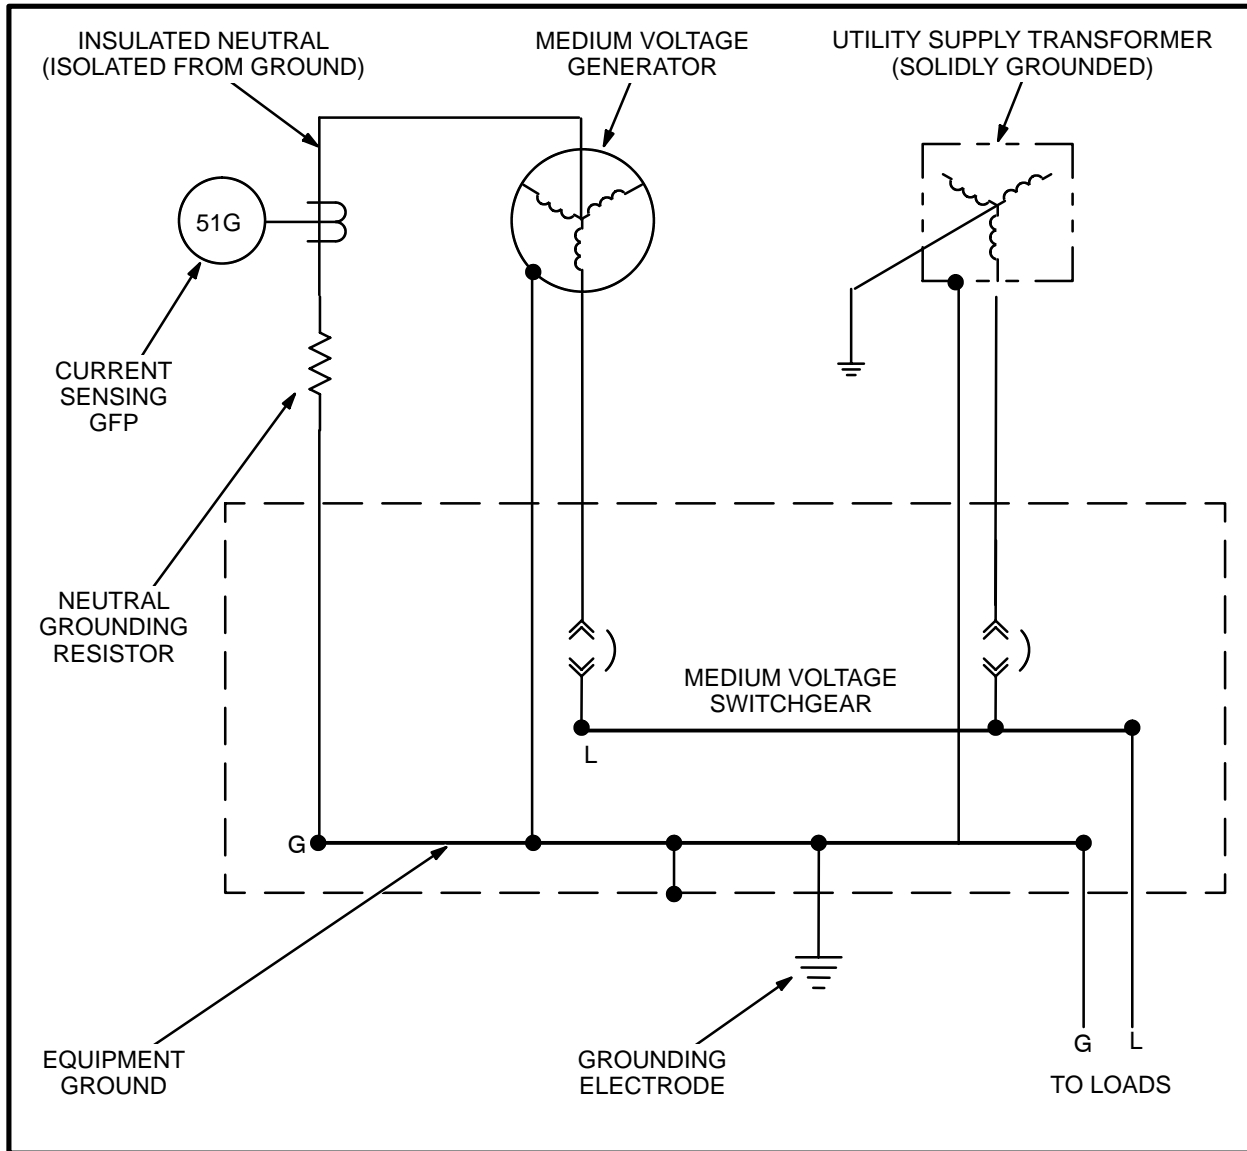 INSULATED NEUTRAL
(ISOLATED FROM GROUND)
MEDIUM VOLTAGE
GENERATOR
UTILITY SUPPLY TRANSFORMER
(SOLIDLY GROUNDED)
51G
CURRENT
SENSING
GFP
NEUTRAL
GROUNDING
RESISTOR
MEDIUM VOLTAGE
SWITCHGEAR
L
G
EQUIPMENT
GROUND
GROUNDING
ELECTRODE
G L
TO LOADS